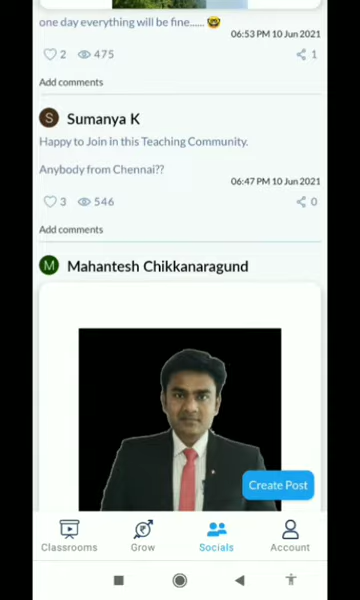 one day everything will be fine...... 🤓
06:53 PM 10 Jun 2021
2 475 1
Add comments
S Sumanya K
Happy to Join in this Teaching Community.
Anybody from Chennai??
06:47 PM 10 Jun 2021
3 546 0
Add comments
M Mahantesh Chikkanaragund
Create Post
Classrooms Grow Socials Account